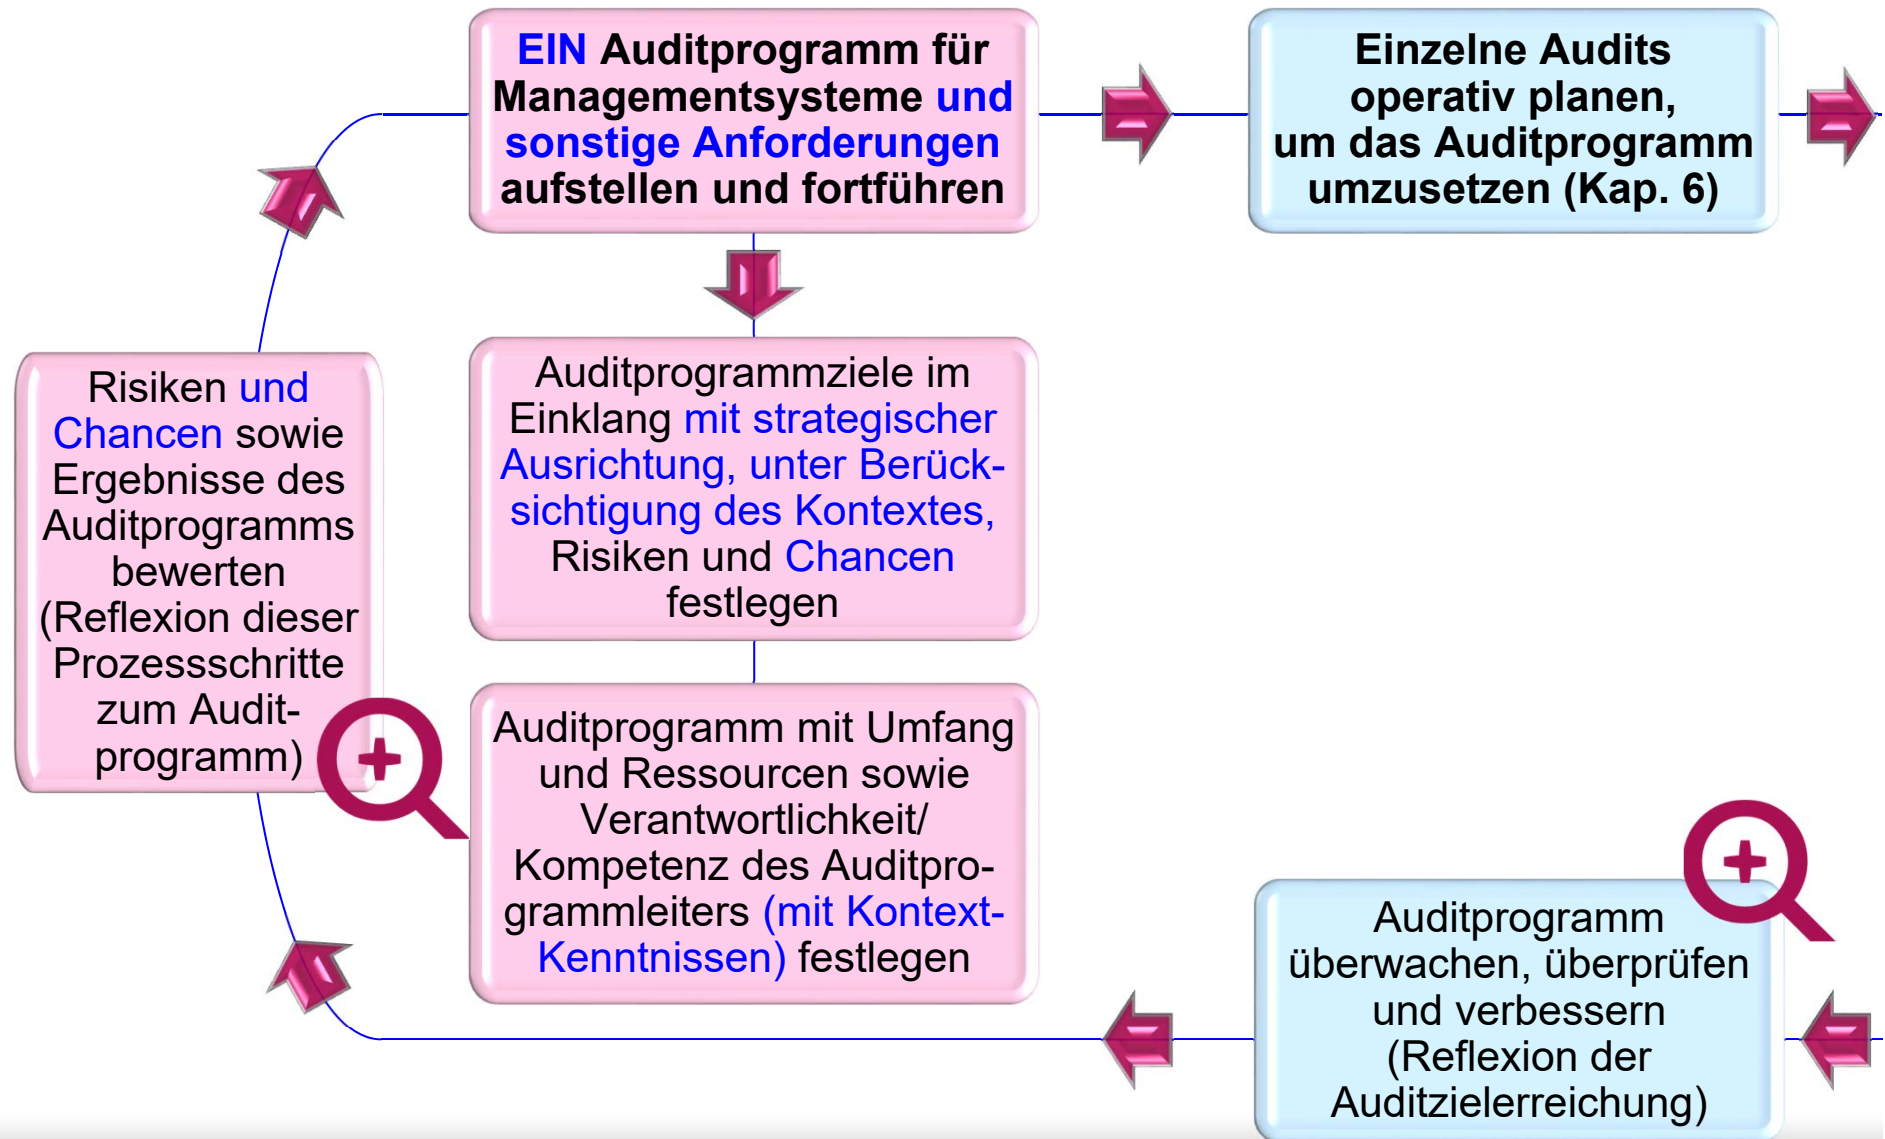 EIN Auditprogramm für
Managementsysteme und
sonstige Anforderungen
aufstellen und fortführen
Einzelne Audits
operativ planen,
um das Auditprogramm
umzusetzen (Kap. 6)
Risiken und
Chancen sowie
Ergebnisse des
Auditprogramms
bewerten
(Reflexion dieser
Prozessschritte
zum Audit-
programm)
Auditprogrammziele im
Einklang mit strategischer
Ausrichtung, unter Berück-
sichtigung des Kontextes,
Risiken und Chancen
festlegen
Auditprogramm mit Umfang
und Ressourcen sowie
Verantwortlichkeit/
Kompetenz des Auditpro-
grammleiters (mit Kontext-
Kenntnissen) festlegen
Auditprogramm
überwachen, überprüfen
und verbessern
(Reflexion der
Auditzielerreichung)